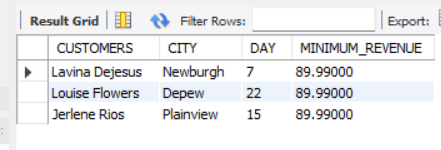 Result Grid Filter Rows: Export:
CUSTOMERS CITY DAY MINIMUM_REVENUE
Lavina Dejesus Newburgh 7 89.99000
Louise Flowers Depew 22 89.99000
Jerlene Rios Plainview 15 89.99000